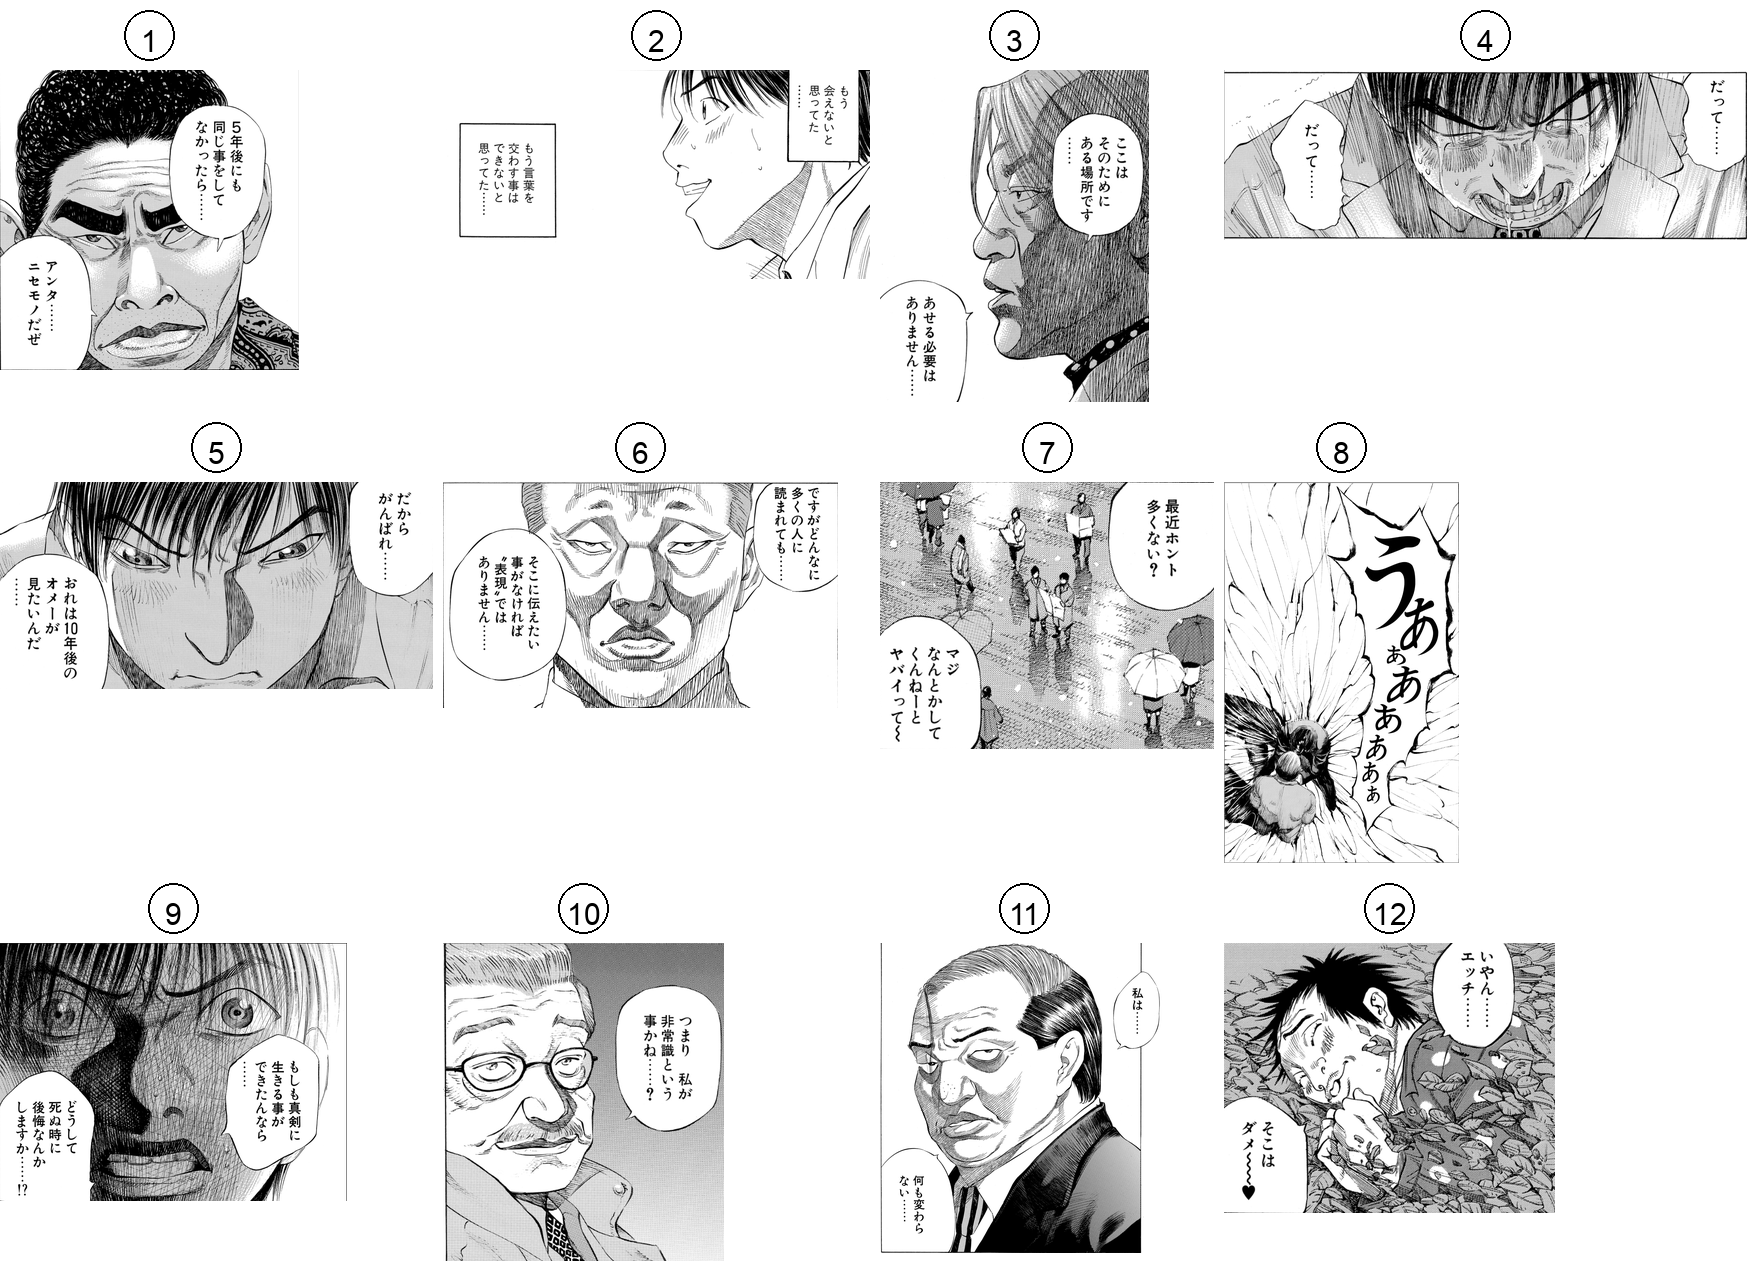 1
5年後にも
同じ事をして
なかったら……
アンタ……
ニセモノだぜ
2
もう
会えないと
思ってた
……
もう言葉を
交わす事は
できないと
思ってた……
3
ここは
そのために
ある場所です
……
あせる必要は
ありません……
4
だって……
だって……
5
だから
がんばれ……
おれは10年後の
オメーが
見たいんだ
……
6
ですがどんなに
多くの人に
読まれても……
そこに伝えたい
事がなければ
〝表現〟では
ありません……
7
最近ホント
多くない?
マジ
なんとかして
くんねーと
ヤバイって〜
8
うぁぁあぁあぁぁ
9
もしも真剣に
生きる事が
できたんなら
……
どうして
死ぬ時に
後悔なんか
しますか……!?
10
つまり 私が
非常識という
事かね……?
11
私は……
何も変わら
ない……
12
いやん……
エッチ……
そこは
ダメ〜〜♥